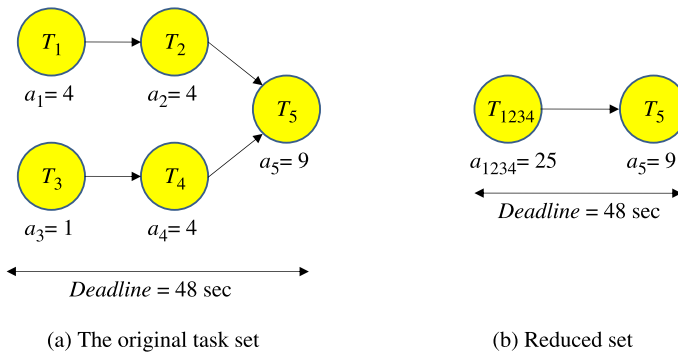 T1
T2
a1= 4
a2= 4
T5
a5= 9
T3
T4
a3= 1
a4= 4
Deadline = 48 sec
(a) The original task set
T1234
T5
a1234= 25
a5= 9
Deadline = 48 sec
(b) Reduced set